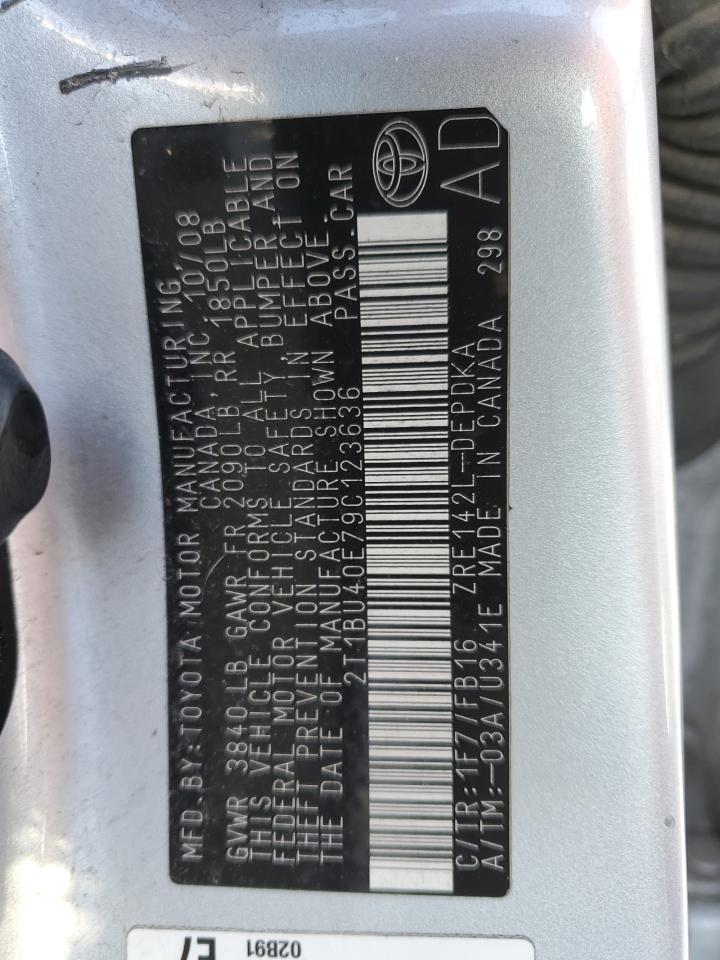 MFD.BY:TOYOTA MOTOR MANUFACTURING
CANADA, INC. 10/08
GVWR 3840LB GAWR FR 2090LB RR 1850LB
THIS VEHICLE CONFORMS TO ALL APPLICABLE
FEDERAL MOTOR VEHICLE SAFETY, BUMPER AND
THEFT PREVENTION STANDARDS IN EFFECT ON
THE DATE OF MANUFACTURE SHOWN ABOVE.
2T1BU40E79C123636 PASS.CAR
C/TR:1F7/FB16 ZRE142L-DEPDKA
A/TM:-03A/U341E MADE IN CANADA 298
AD
E7
02B91